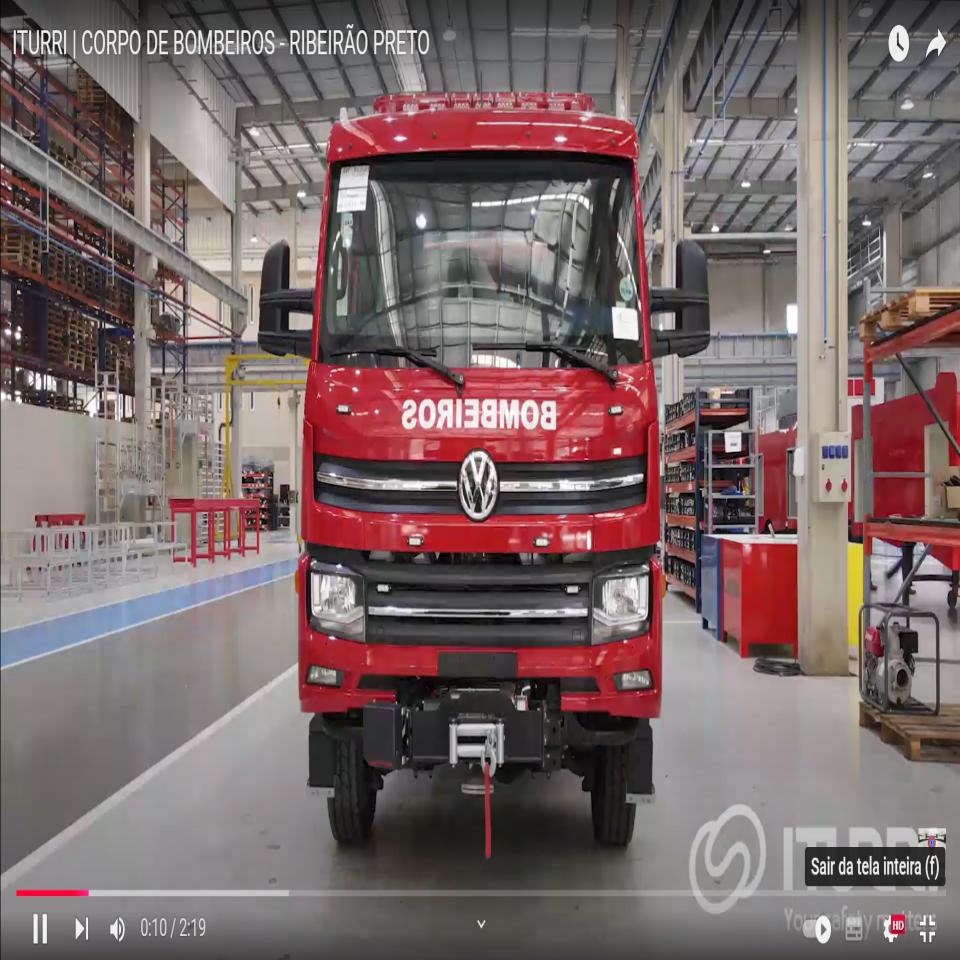 ITURRI | CORPO DE BOMBEIROS - RIBEIRÃO PRETO
BOMBEIROS
ITURRI
Sair da tela inteira (f)
Your safety matters
0:10 / 2:19
HD